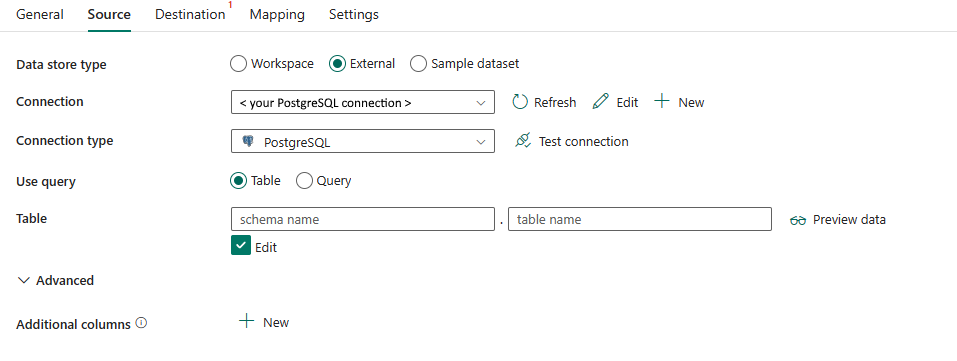 General Source Destination 1 Mapping Settings
Data store type Workspace External Sample dataset
Connection < your PostgreSQL connection > Refresh Edit New
Connection type PostgreSQL Test connection
Use query Table Query
Table schema name . table name Preview data
Edit
Advanced
Additional columns New